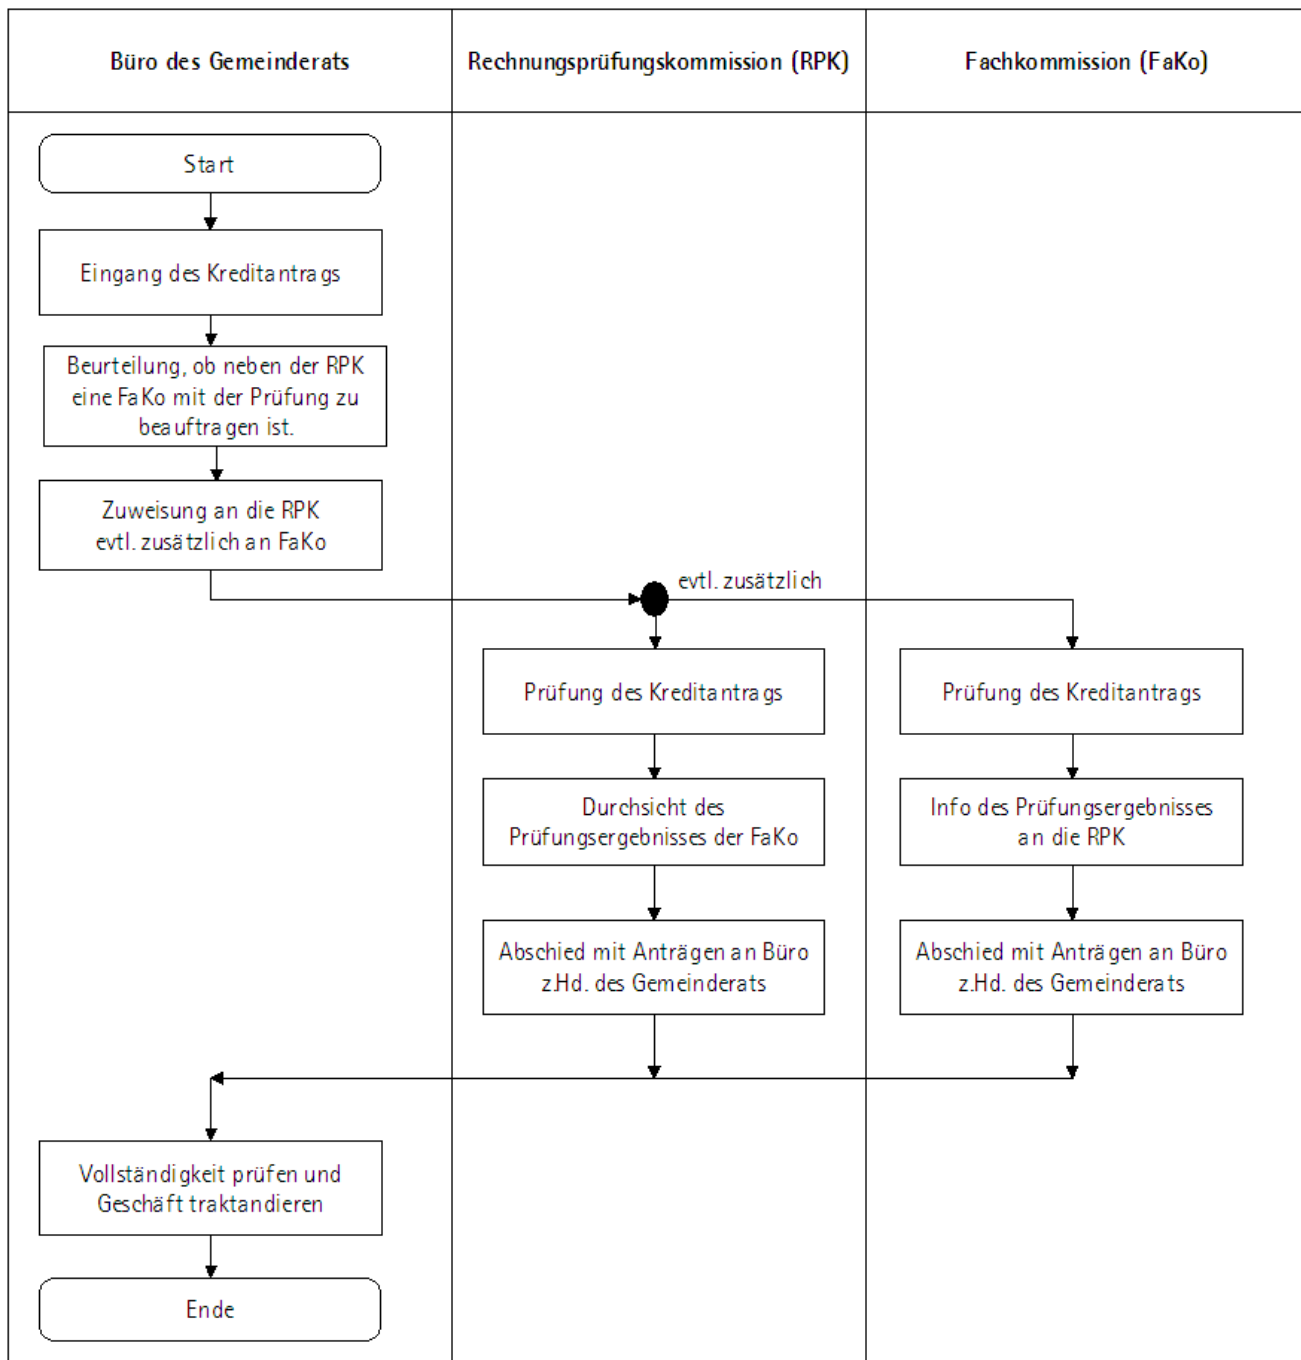 Büro des Gemeinderats
Rechnungsprüfungskommission (RPK)
Fachkommission (FaKo)
Start
Eingang des Kreditantrags
Beurteilung, ob neben der RPK
eine FaKo mit der Prüfung zu
beauftragen ist.
Zuweisung an die RPK
evtl. zusätzlich an FaKo
evtl. zusätzlich
Prüfung des Kreditantrags
Prüfung des Kreditantrags
Durchsicht des
Prüfungsergebnisses der FaKo
Info des Prüfungsergebnisses
an die RPK
Abschied mit Anträgen an Büro
z.Hd. des Gemeinderats
Abschied mit Anträgen an Büro
z.Hd. des Gemeinderats
Vollständigkeit prüfen und
Geschäft traktandieren
Ende